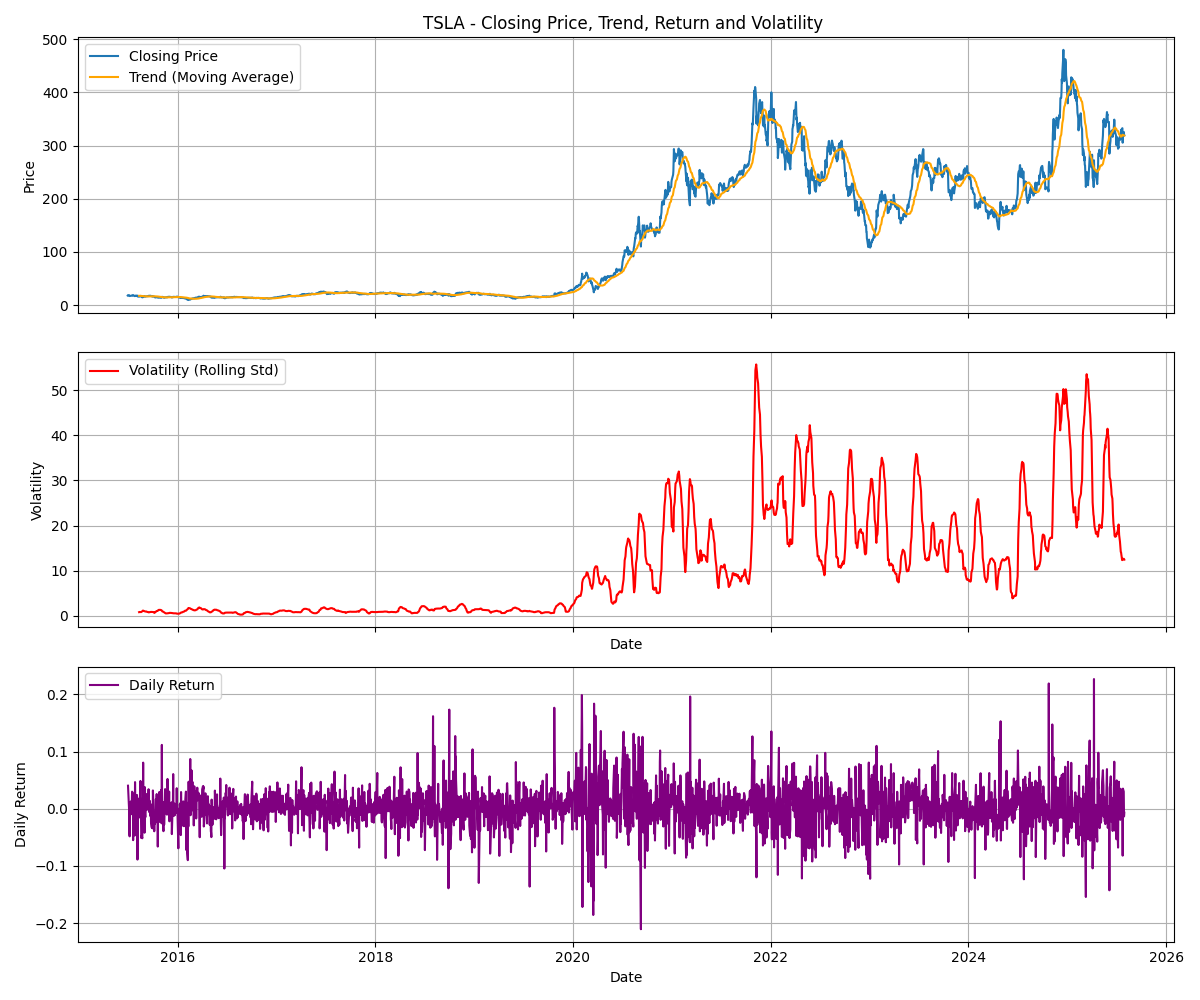 TSLA - Closing Price, Trend, Return and Volatility
Closing Price
Trend (Moving Average)
Price
500
400
300
200
100
0
Volatility (Rolling Std)
Volatility
50
40
30
20
10
0
Date
Daily Return
Daily Return
0.2
0.1
0.0
−0.1
−0.2
2016
2018
2020
2022
2024
2026
Date